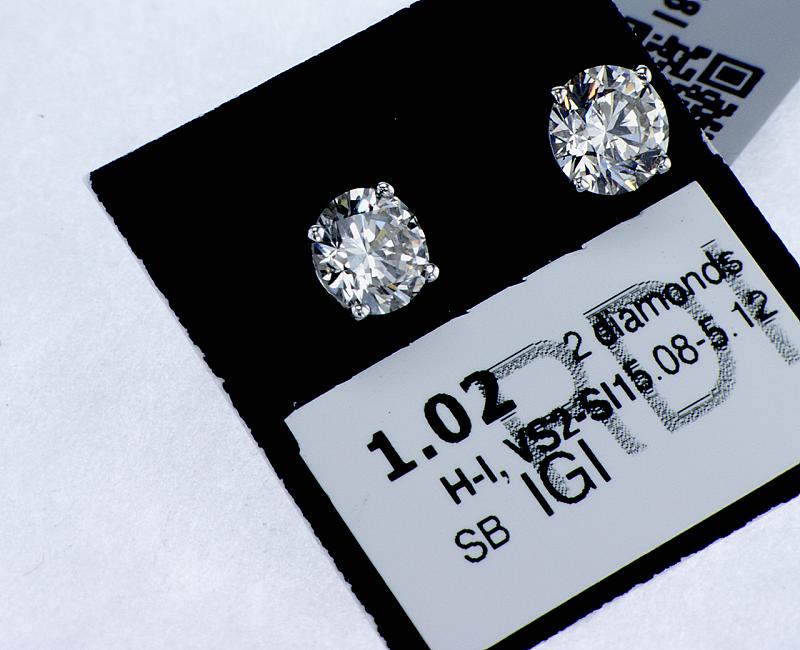 1.02 2 diamonds
H-I, VS2-SI1 5.08-5.12
SB IGI